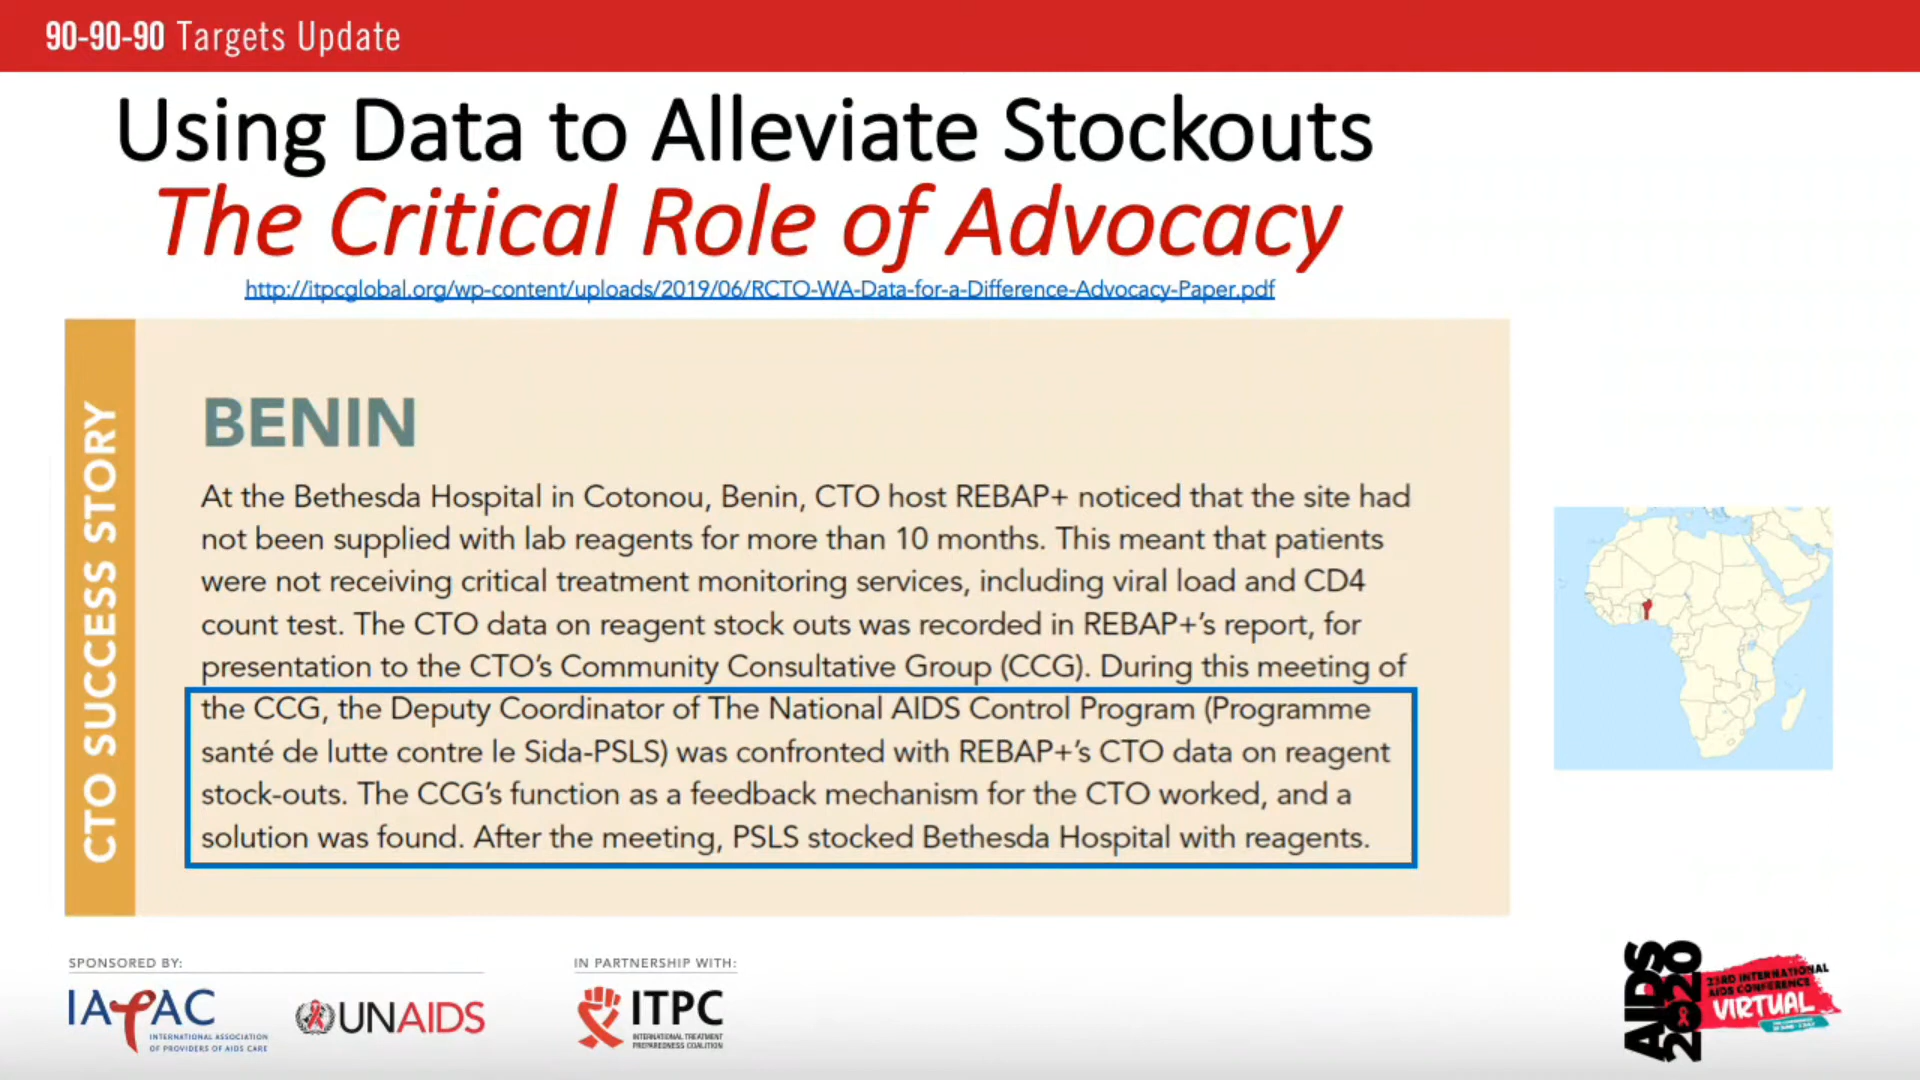 90-90-90 Targets Update
Using Data to Alleviate Stockouts
The Critical Role of Advocacy
http://itpcglobal.org/wp-content/uploads/2019/06/RCTO-WA-Data-for-a-Difference-Advocacy-Paper.pdf
CTO SUCCESS STORY
BENIN
At the Bethesda Hospital in Cotonou, Benin, CTO host REBAP+ noticed that the site had
not been supplied with lab reagents for more than 10 months. This meant that patients
were not receiving critical treatment monitoring services, including viral load and CD4
count test. The CTO data on reagent stock outs was recorded in REBAP+'s report, for
presentation to the CTO's Community Consultative Group (CCG). During this meeting of
the CCG, the Deputy Coordinator of The National AIDS Control Program (Programme
santé de lutte contre le Sida-PSLS) was confronted with REBAP+'s CTO data on reagent
stock-outs. The CCG's function as a feedback mechanism for the CTO worked, and a
solution was found. After the meeting, PSLS stocked Bethesda Hospital with reagents.
SPONSORED BY:
IAPAC
INTERNATIONAL ASSOCIATION
OF PROVIDERS OF AIDS CARE
UNAIDS
IN PARTNERSHIP WITH:
ITPC
INTERNATIONAL TREATMENT
PREPAREDNESS COALITION
AIDS
2020
23RD INTERNATIONAL
AIDS CONFERENCE
VIRTUAL